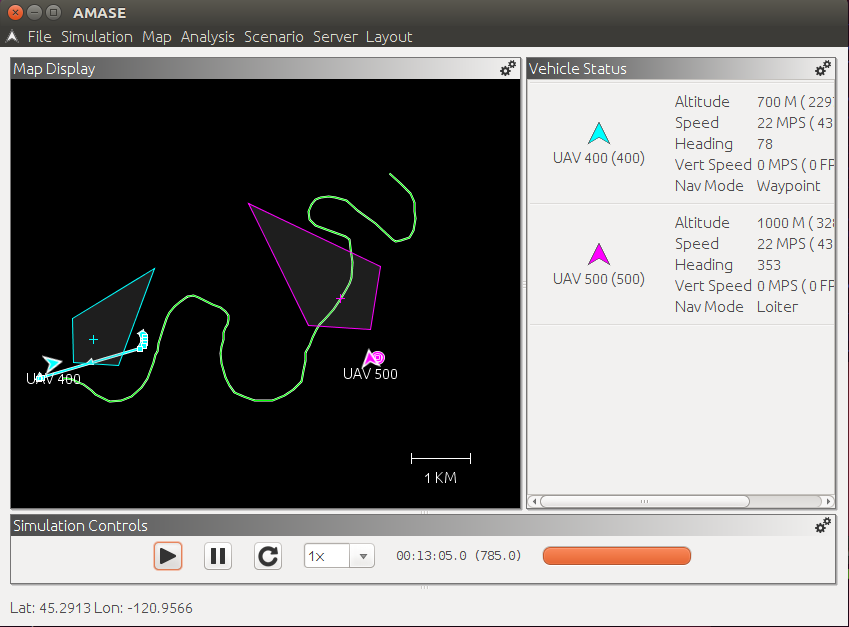 AMASE
File Simulation Map Analysis Scenario Server Layout
Map Display
UAV 400
UAV 500
1 KM
Vehicle Status
UAV 400 (400)
Altitude 700 M ( 229
Speed 22 MPS ( 43
Heading 78
Vert Speed 0 MPS ( 0 FP
Nav Mode Waypoint
UAV 500 (500)
Altitude 1000 M ( 328
Speed 22 MPS ( 43
Heading 353
Vert Speed 0 MPS ( 0 FP
Nav Mode Loiter
Simulation Controls
1x 00:13:05.0 (785.0)
Lat: 45.2913 Lon: -120.9566